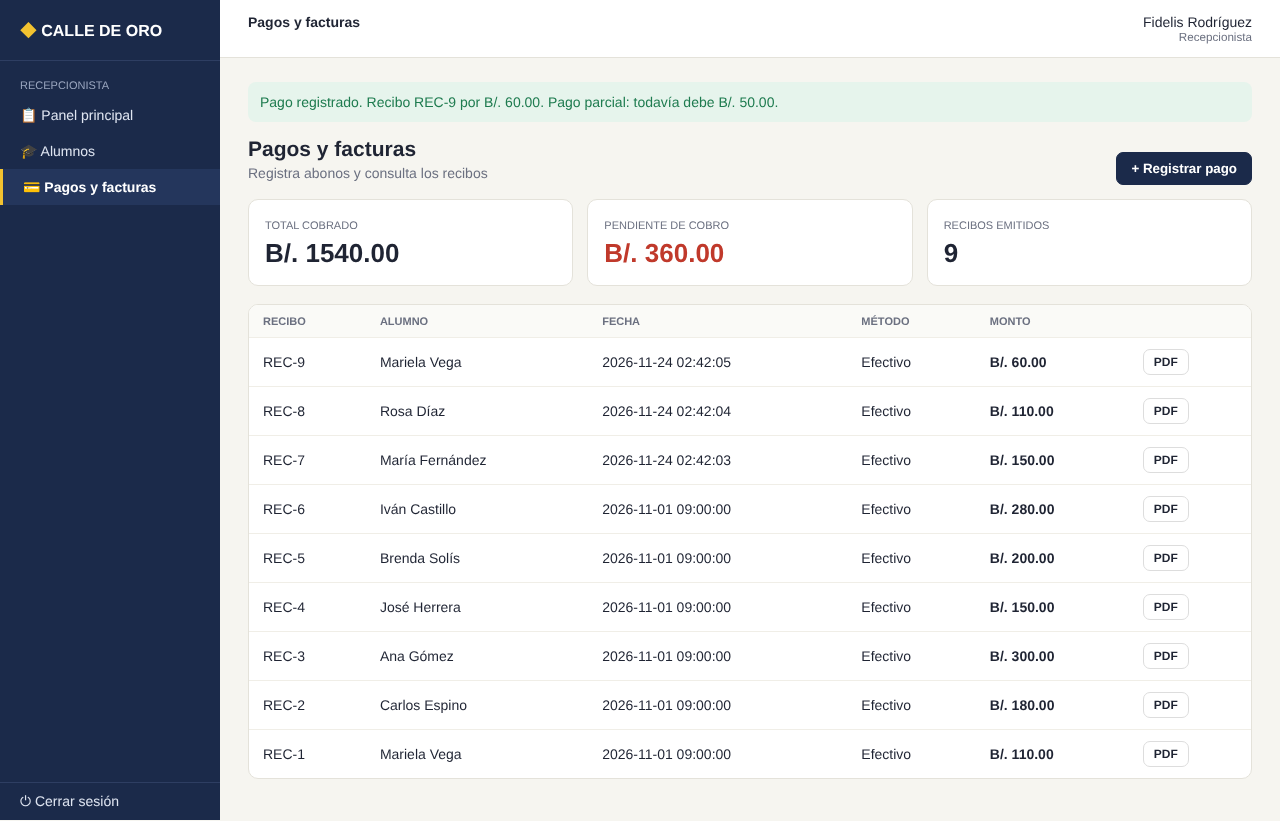 CALLE DE ORO
RECEPCIONISTA
Panel principal
Alumnos
Pagos y facturas
Cerrar sesión
Pagos y facturas
Fidelis Rodríguez
Recepcionista
Pago registrado. Recibo REC-9 por B/. 60.00. Pago parcial: todavía debe B/. 50.00.
Pagos y facturas
Registra abonos y consulta los recibos
+ Registrar pago
TOTAL COBRADO
B/. 1540.00
PENDIENTE DE COBRO
B/. 360.00
RECIBOS EMITIDOS
9
RECIBO ALUMNO FECHA MÉTODO MONTO
REC-9 Mariela Vega 2026-11-24 02:42:05 Efectivo B/. 60.00 PDF
REC-8 Rosa Díaz 2026-11-24 02:42:04 Efectivo B/. 110.00 PDF
REC-7 María Fernández 2026-11-24 02:42:03 Efectivo B/. 150.00 PDF
REC-6 Iván Castillo 2026-11-01 09:00:00 Efectivo B/. 280.00 PDF
REC-5 Brenda Solís 2026-11-01 09:00:00 Efectivo B/. 200.00 PDF
REC-4 José Herrera 2026-11-01 09:00:00 Efectivo B/. 150.00 PDF
REC-3 Ana Gómez 2026-11-01 09:00:00 Efectivo B/. 300.00 PDF
REC-2 Carlos Espino 2026-11-01 09:00:00 Efectivo B/. 180.00 PDF
REC-1 Mariela Vega 2026-11-01 09:00:00 Efectivo B/. 110.00 PDF